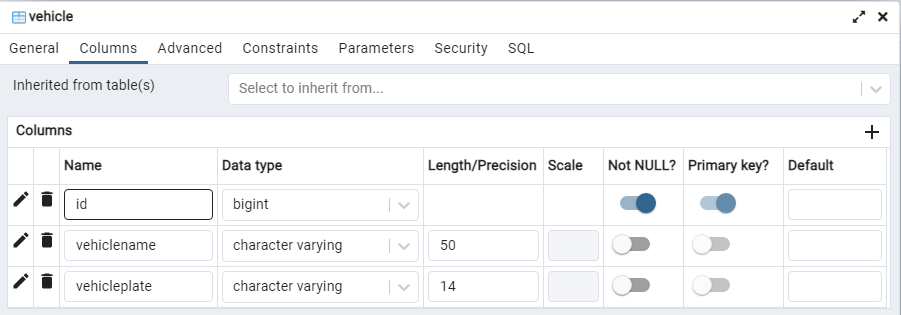 vehicle
General Columns Advanced Constraints Parameters Security SQL
Inherited from table(s) Select to inherit from...
Columns
Name Data type Length/Precision Scale Not NULL? Primary key? Default
id bigint
vehiclename character varying 50
vehicleplate character varying 14